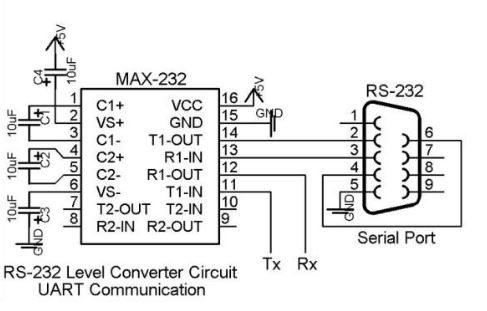 +5V
C4
10uF
MAX-232
RS-232
1 C1+ VCC 16 +5V
2 VS+ GND 15 GND
3 C1- T1-OUT 14
4 C2+ R1-IN 13
5 C2- R1-OUT 12
6 VS- T1-IN 11
7 T2-OUT T2-IN 10
8 R2-IN R2-OUT 9
10uF C1
10uF C2
10uF C3
GND
1
2 6
3 7
4 8
5 9
GND
Serial Port
Tx Rx
RS-232 Level Converter Circuit
UART Communication